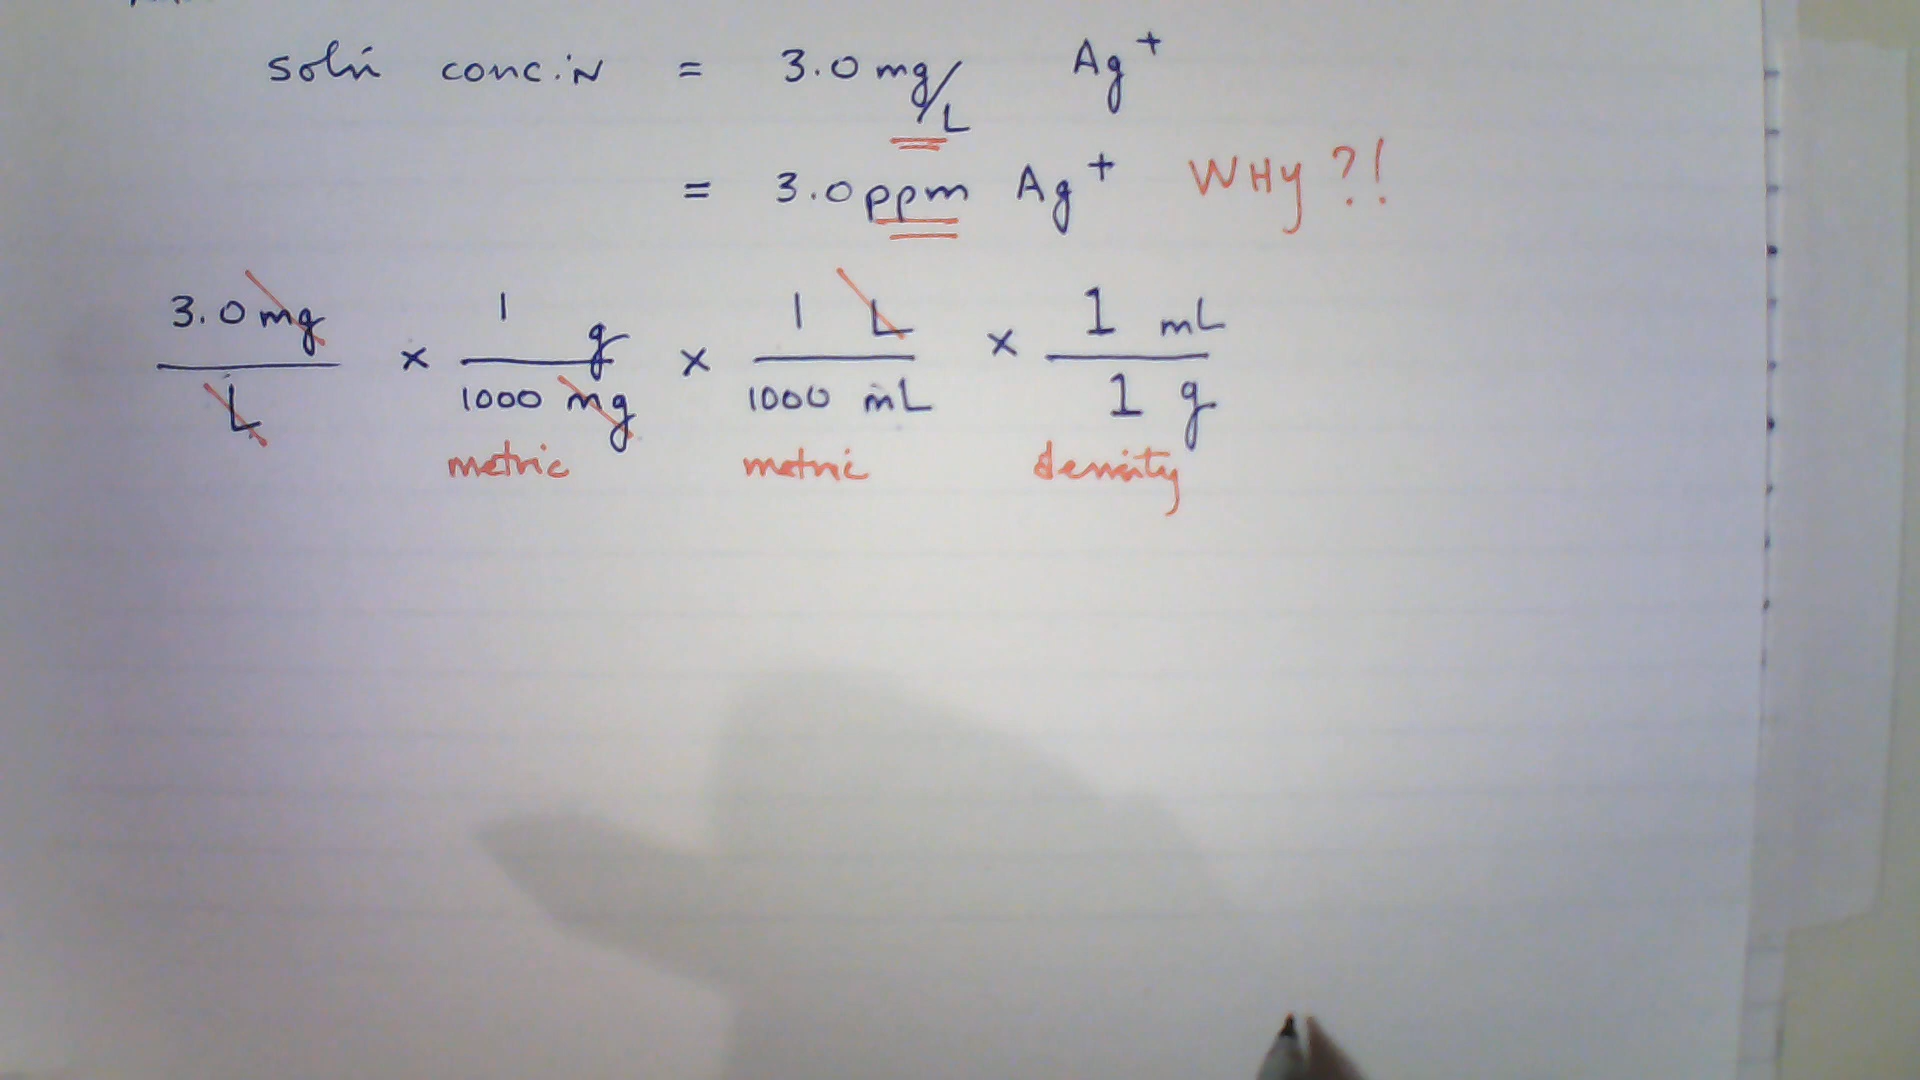 sol'n conc:N = 3.0 mg/L Ag+
= 3.0 ppm Ag+ WHY?!
3.0 mg / L × 1 g / 1000 mg × 1 L / 1000 mL × 1 mL / 1 g
metric metric density